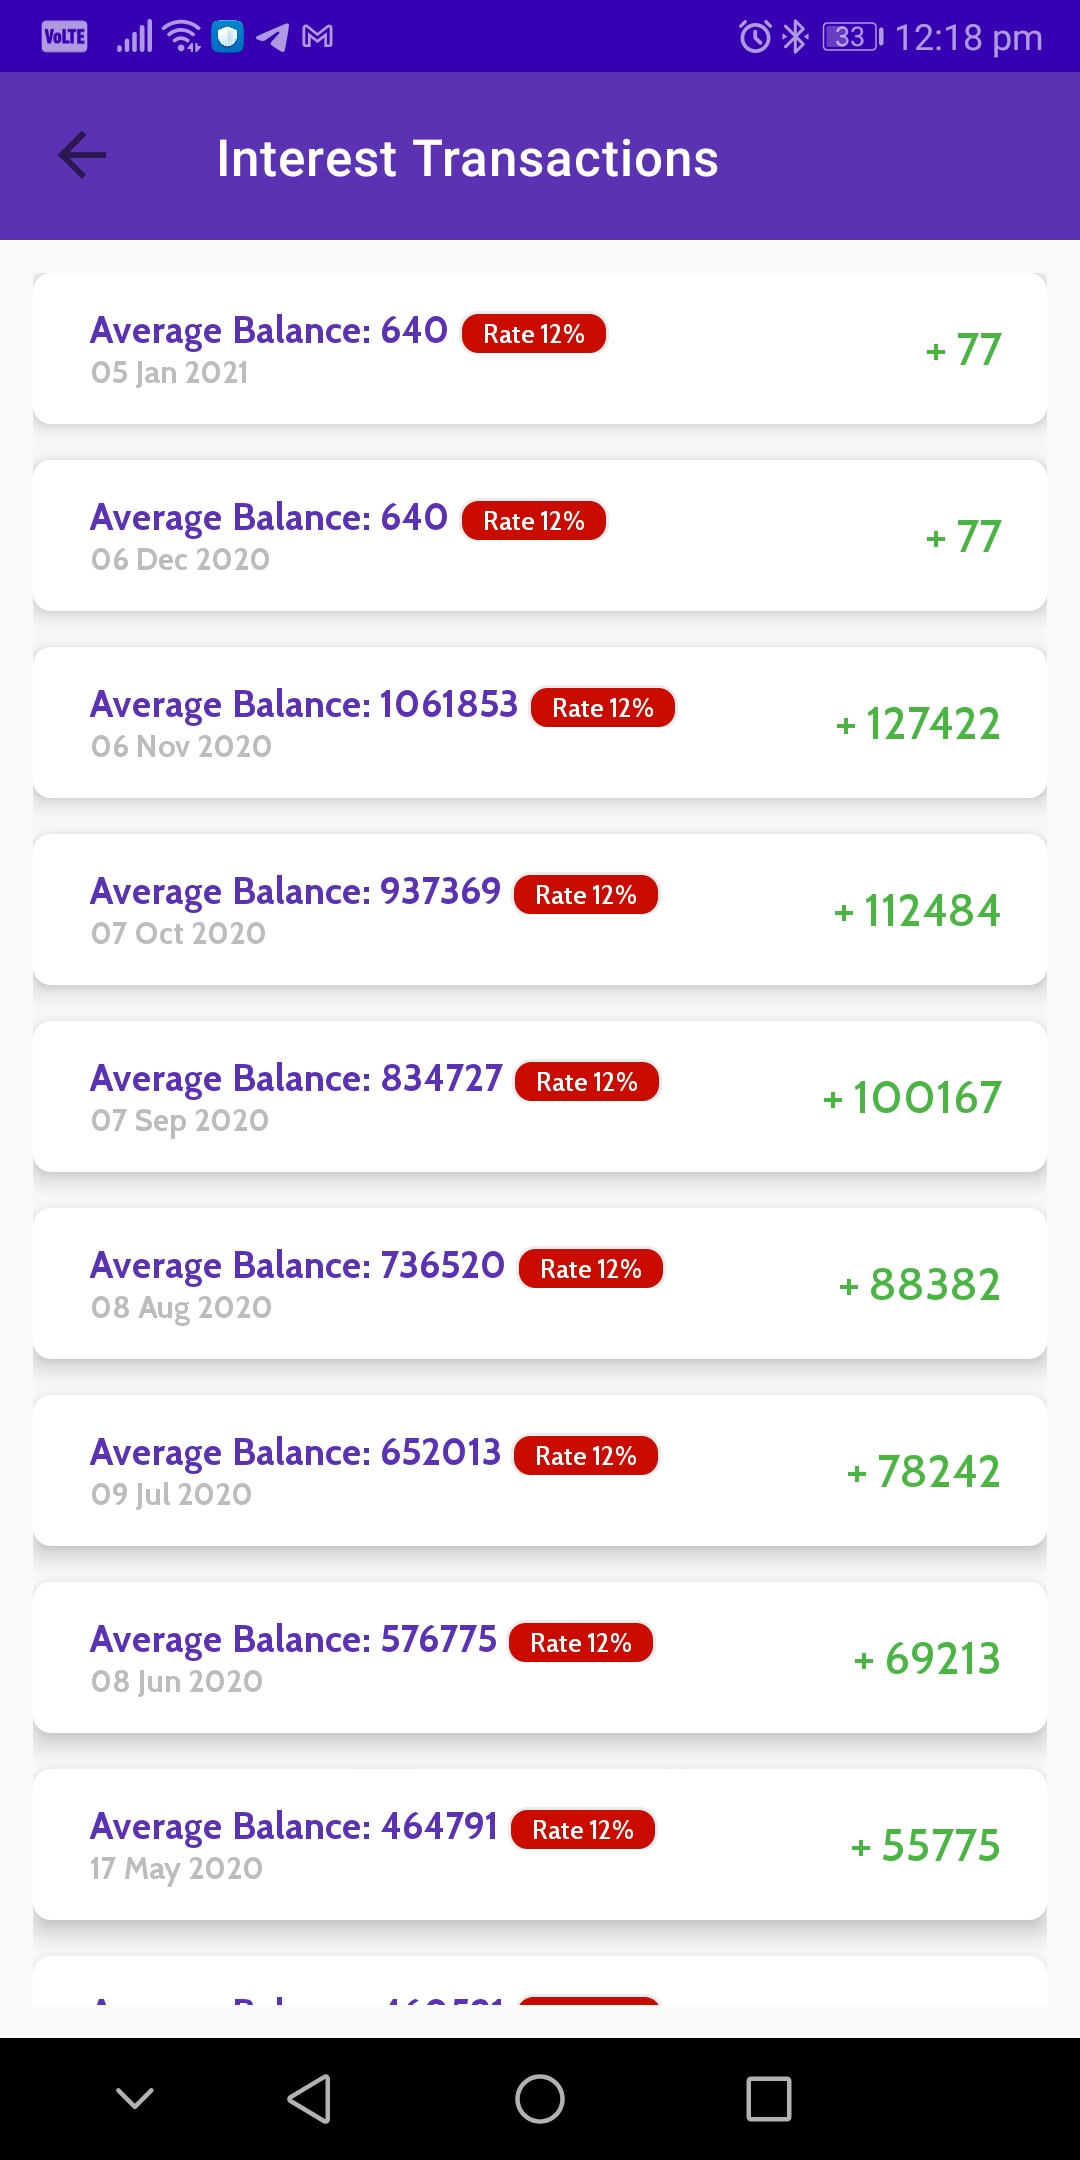 VoLTE 33 12:18 pm
Interest Transactions
Average Balance: 640 Rate 12%
05 Jan 2021
+ 77
Average Balance: 640 Rate 12%
06 Dec 2020
+ 77
Average Balance: 1061853 Rate 12%
06 Nov 2020
+ 127422
Average Balance: 937369 Rate 12%
07 Oct 2020
+ 112484
Average Balance: 834727 Rate 12%
07 Sep 2020
+ 100167
Average Balance: 736520 Rate 12%
08 Aug 2020
+ 88382
Average Balance: 652013 Rate 12%
09 Jul 2020
+ 78242
Average Balance: 576775 Rate 12%
08 Jun 2020
+ 69213
Average Balance: 464791 Rate 12%
17 May 2020
+ 55775